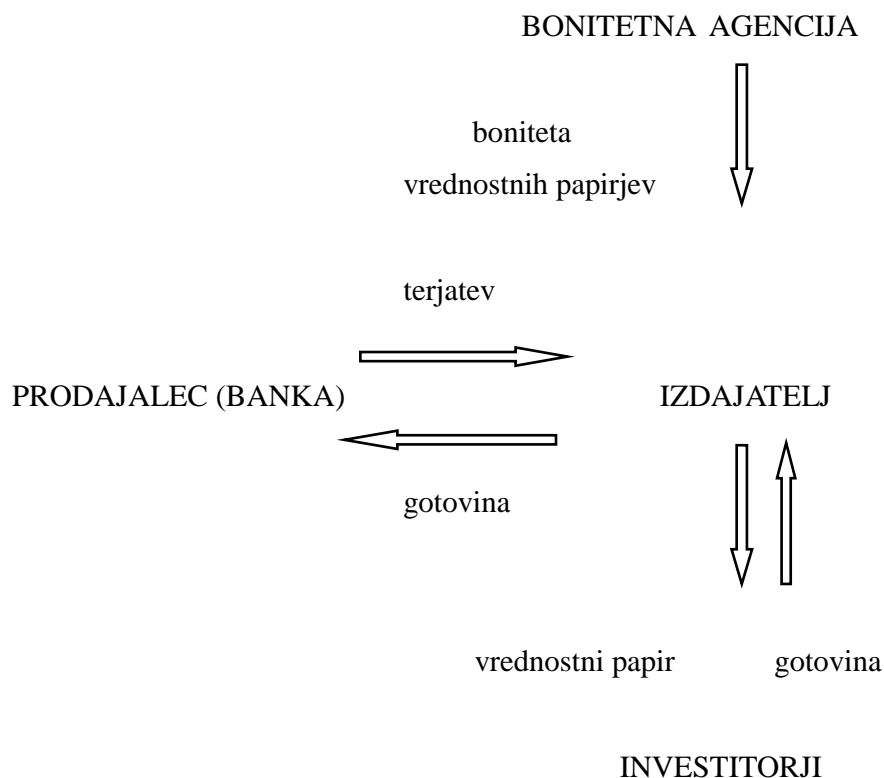 BONITETNA AGENCIJA
boniteta
vrednostnih papirjev
terjatev
PRODAJALEC (BANKA)
IZDAJATELJ
gotovina
vrednostni papir
gotovina
INVESTITORJI